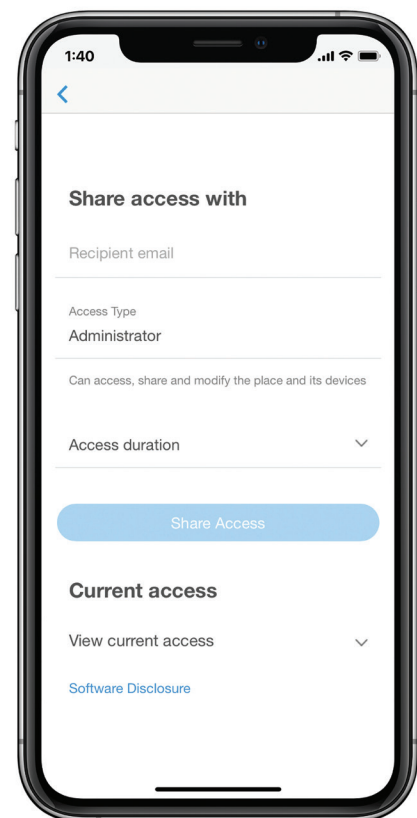 1:40
Share access with
Recipient email
Access Type
Administrator
Can access, share and modify the place and its devices
Access duration
Share Access
Current access
View current access
Software Disclosure